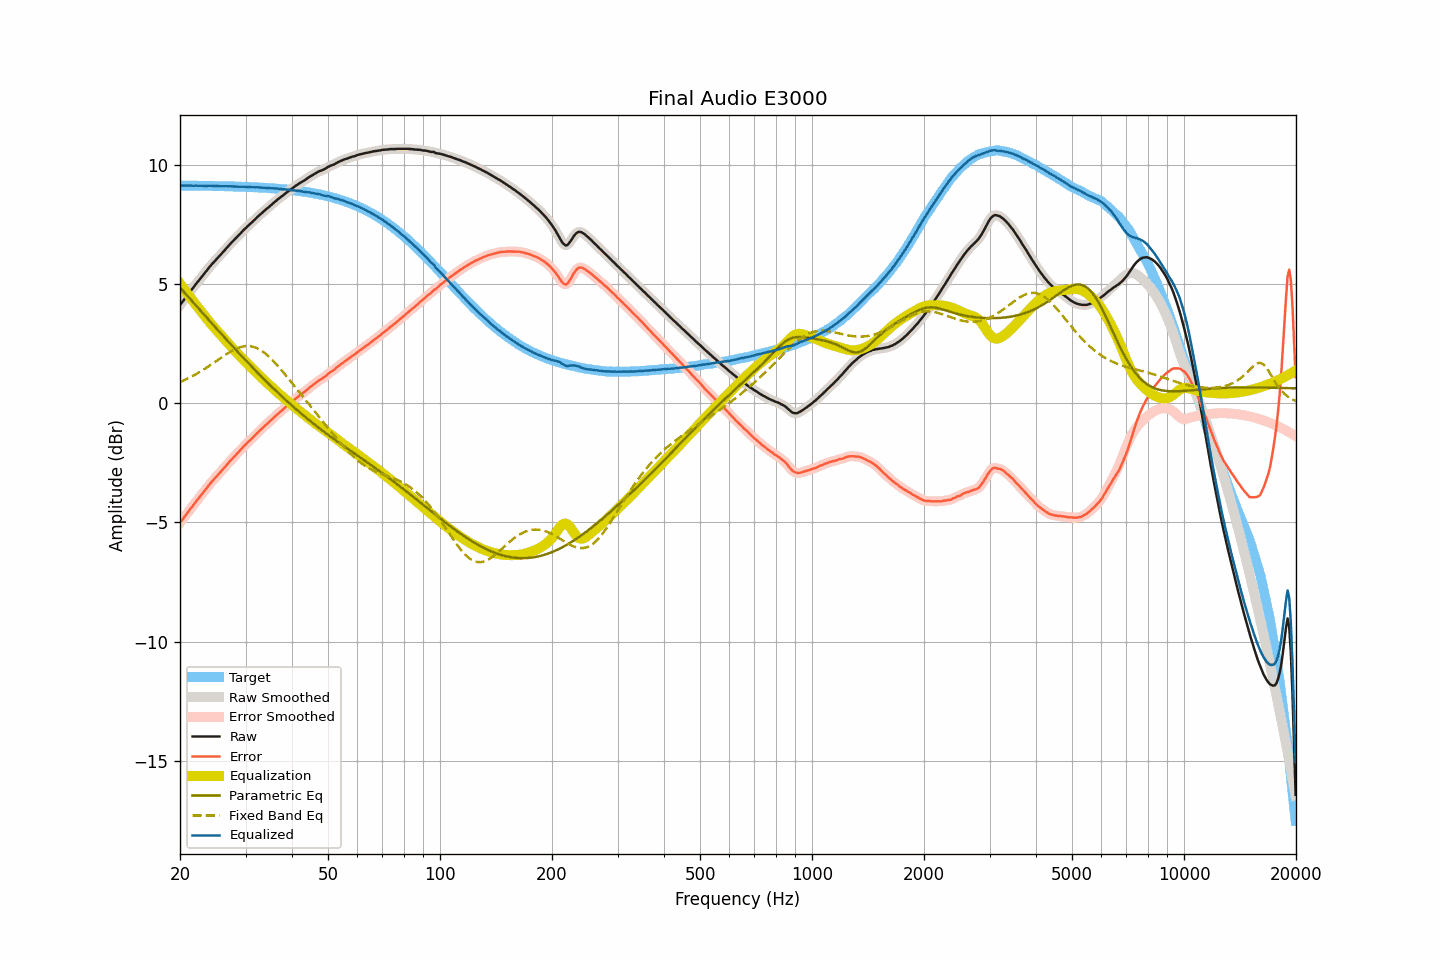 Final Audio E3000
10
5
0
−5
−10
−15
Amplitude (dBr)
Target
Raw Smoothed
Error Smoothed
Raw
Error
Equalization
Parametric Eq
Fixed Band Eq
Equalized
20 50 100 200 500 1000 2000 5000 10000 20000
Frequency (Hz)